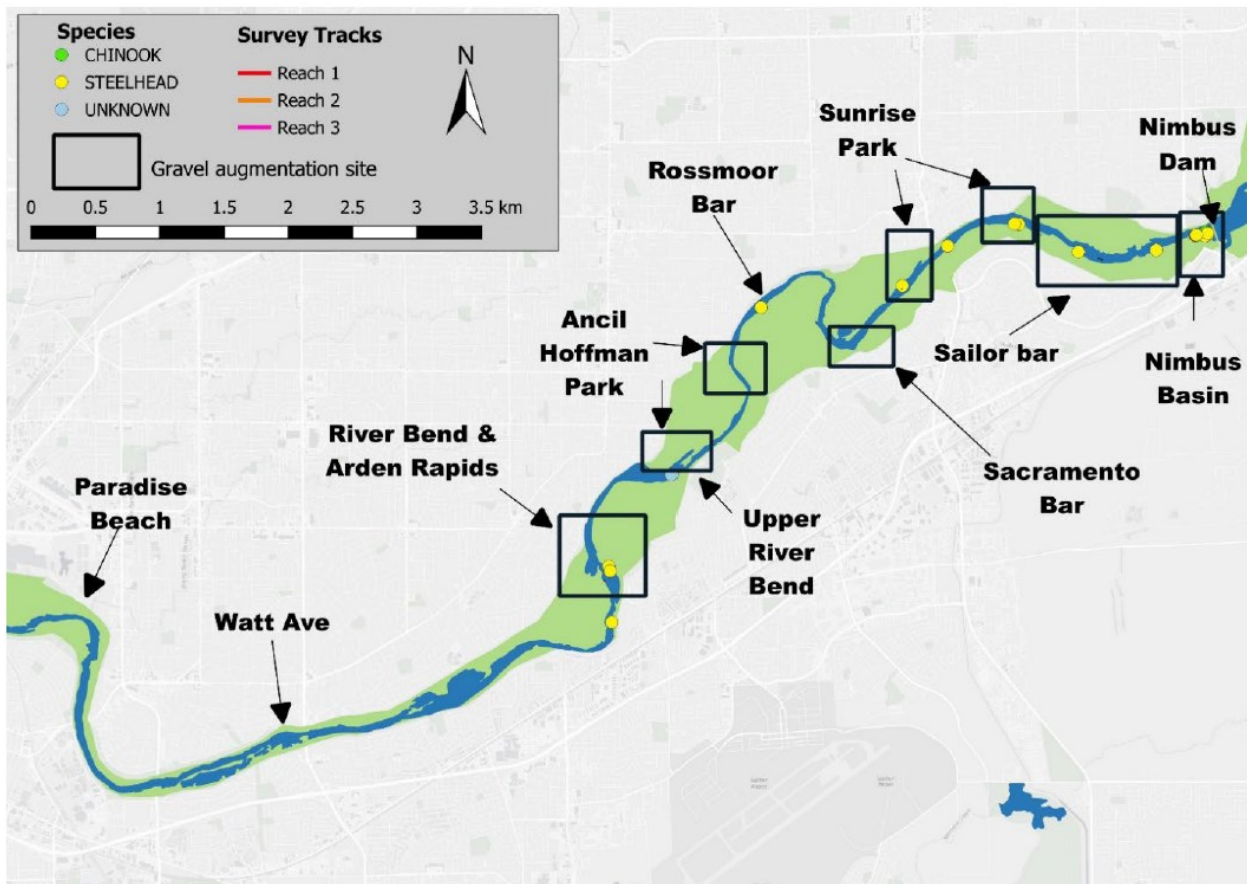 Species
CHINOOK
STEELHEAD
UNKNOWN
Survey Tracks
Reach 1
Reach 2
Reach 3
N
Gravel augmentation site
0 0.5 1 1.5 2 2.5 3 3.5 km
Sunrise
Park
Nimbus
Dam
Rossmoor
Bar
Ancil
Hoffman
Park
Sailor bar
Nimbus
Basin
River Bend &
Arden Rapids
Sacramento
Bar
Paradise
Beach
Upper
River
Bend
Watt Ave